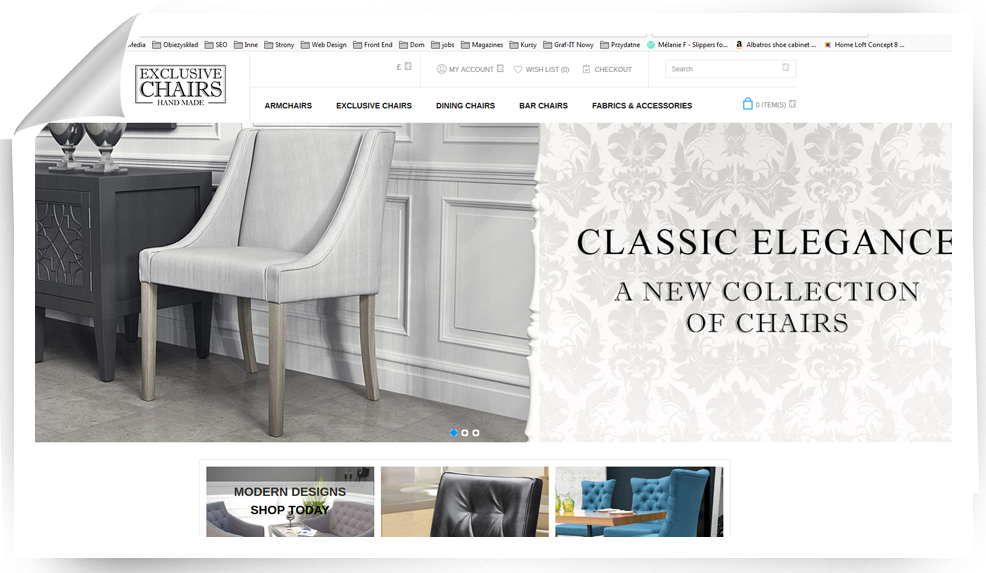 Media Obieżyskład SEO Inne Strony Web Design Front End Dom jobs Magazines Kursy Graf-IT Nowy Przydatne Mélanie F - Slippers fo... Albatros shoe cabinet ... Home Loft Concept 8 ...
£ MY ACCOUNT WISH LIST (0) CHECKOUT Search
EXCLUSIVE
CHAIRS
HAND MADE
ARMCHAIRS EXCLUSIVE CHAIRS DINING CHAIRS BAR CHAIRS FABRICS & ACCESSORIES 0 ITEM(S)
CLASSIC ELEGANCE
A NEW COLLECTION
OF CHAIRS
MODERN DESIGNS
SHOP TODAY